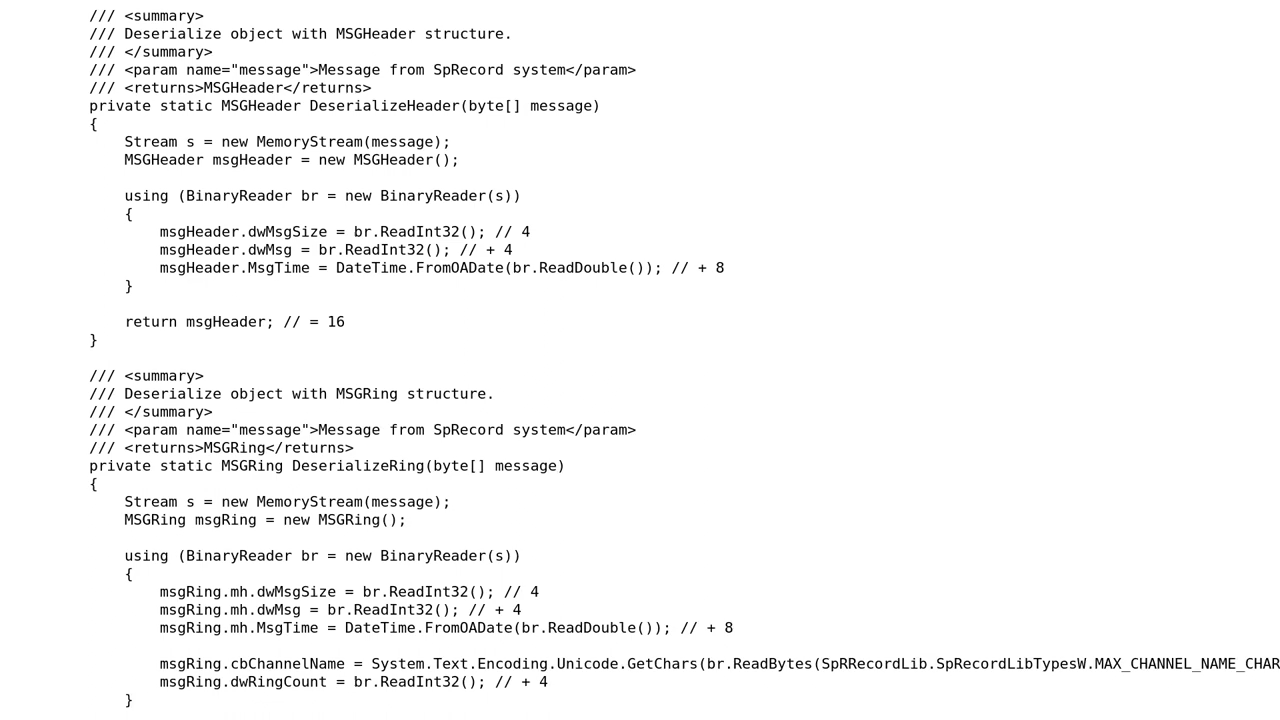 /// <summary>
/// Deserialize object with MSGHeader structure.
/// </summary>
/// <param name="message">Message from SpRecord system</param>
/// <returns>MSGHeader</returns>
private static MSGHeader DeserializeHeader(byte[] message)
{
    Stream s = new MemoryStream(message);
    MSGHeader msgHeader = new MSGHeader();

    using (BinaryReader br = new BinaryReader(s))
    {
        msgHeader.dwMsgSize = br.ReadInt32(); // 4
        msgHeader.dwMsg = br.ReadInt32(); // + 4
        msgHeader.MsgTime = DateTime.FromOADate(br.ReadDouble()); // + 8
    }

    return msgHeader; // = 16
}

/// <summary>
/// Deserialize object with MSGRing structure.
/// </summary>
/// <param name="message">Message from SpRecord system</param>
/// <returns>MSGRing</returns>
private static MSGRing DeserializeRing(byte[] message)
{
    Stream s = new MemoryStream(message);
    MSGRing msgRing = new MSGRing();

    using (BinaryReader br = new BinaryReader(s))
    {
        msgRing.mh.dwMsgSize = br.ReadInt32(); // 4
        msgRing.mh.dwMsg = br.ReadInt32(); // + 4
        msgRing.mh.MsgTime = DateTime.FromOADate(br.ReadDouble()); // + 8

        msgRing.cbChannelName = System.Text.Encoding.Unicode.GetChars(br.ReadBytes(SpRRecordLib.SpRecordLibTypesW.MAX_CHANNEL_NAME_CHAR
        msgRing.dwRingCount = br.ReadInt32(); // + 4
    }